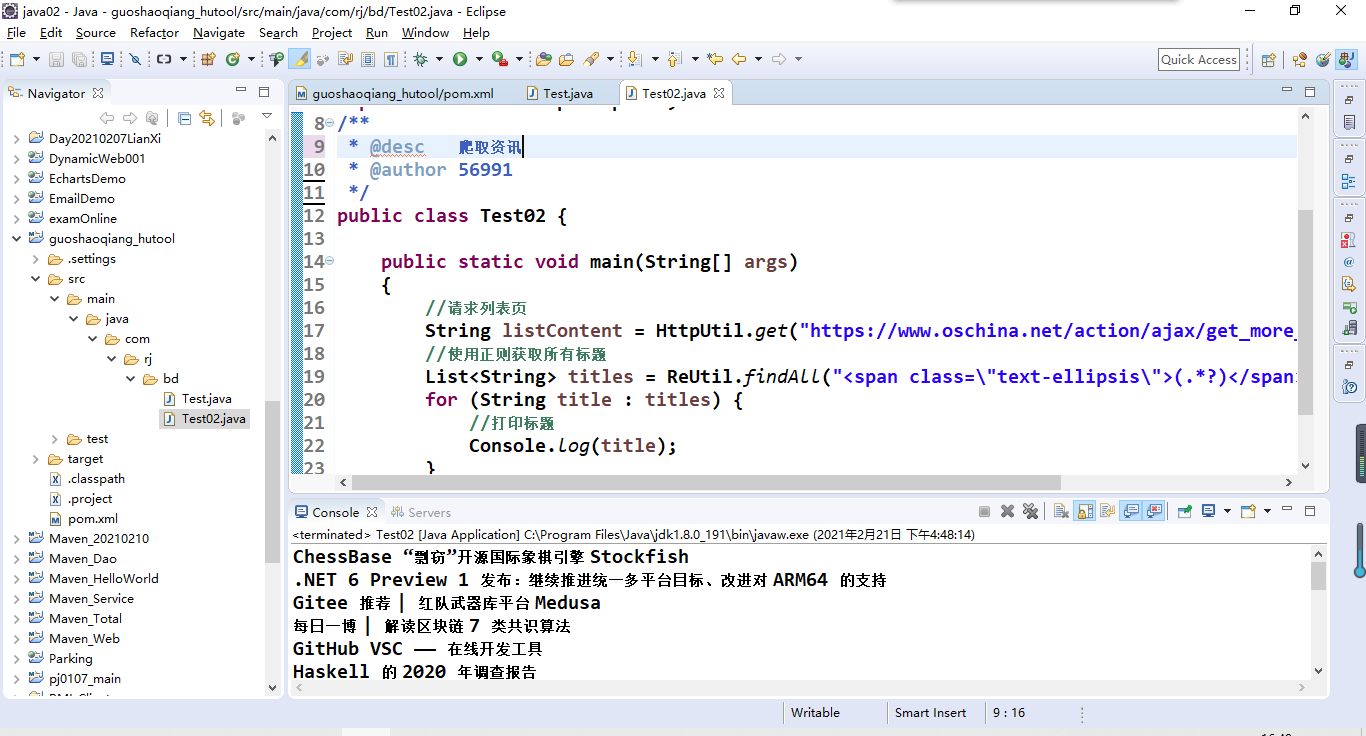 java02 - Java - guoshaoqiang_hutool/src/main/java/com/rj/bd/Test02.java - Eclipse
File Edit Source Refactor Navigate Search Project Run Window Help
Quick Access
Navigator
Day20210207LianXi
DynamicWeb001
EchartsDemo
EmailDemo
examOnline
guoshaoqiang_hutool
.settings
src
main
java
com
rj
bd
Test.java
Test02.java
test
target
.classpath
.project
pom.xml
Maven_20210210
Maven_Dao
Maven_HelloWorld
Maven_Service
Maven_Total
Maven_Web
Parking
pj0107_main
guoshaoqiang_hutool/pom.xml Test.java Test02.java
8 /**
9 * @desc 爬取资讯
10 * @author 56991
11 */
12 public class Test02 {
13
14 public static void main(String[] args)
15 {
16 //请求列表页
17 String listContent = HttpUtil.get("https://www.oschina.net/action/ajax/get_more_
18 //使用正则获取所有标题
19 List<String> titles = ReUtil.findAll("<span class=\"text-ellipsis\">(.*?)</span
20 for (String title : titles) {
21 //打印标题
22 Console.log(title);
23 }
Console Servers
<terminated> Test02 [Java Application] C:\Program Files\Java\jdk1.8.0_191\bin\javaw.exe (2021年2月21日 下午4:48:14)
ChessBase “剽窃”开源国际象棋引擎 Stockfish
.NET 6 Preview 1 发布：继续推进统一多平台目标、改进对 ARM64 的支持
Gitee 推荐 | 红队武器库平台 Medusa
每日一博 | 解读区块链 7 类共识算法
GitHub VSC —— 在线开发工具
Haskell 的 2020 年调查报告
Writable Smart Insert 9 : 16